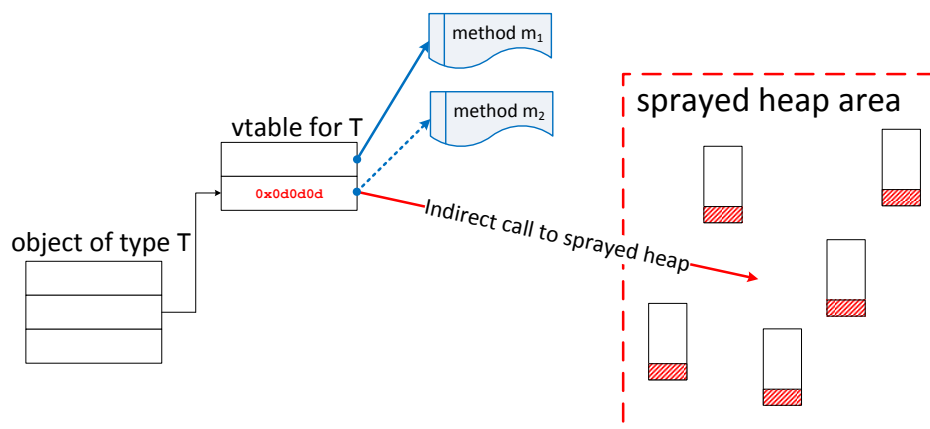 method m₁
method m₂
sprayed heap area
vtable for T
0x0d0d0d
Indirect call to sprayed heap
object of type T